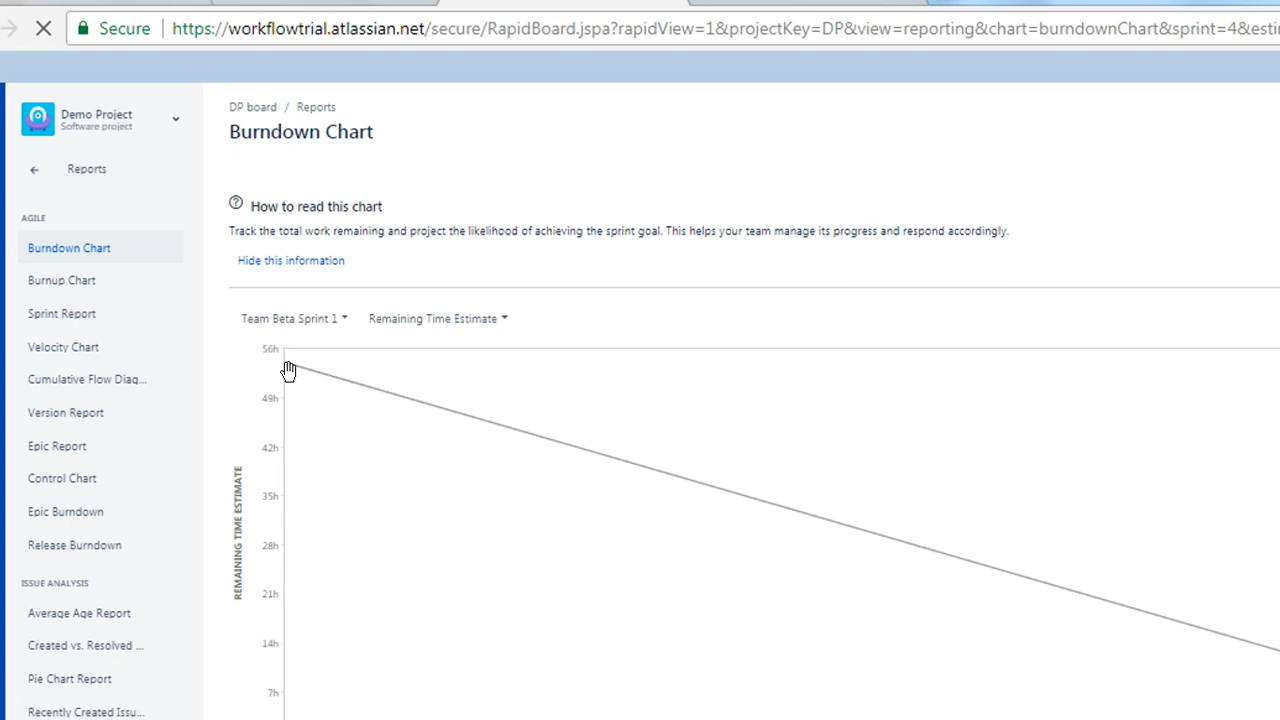 Secure https://workflowtrial.atlassian.net/secure/RapidBoard.jspa?rapidView=1&projectKey=DP&view=reporting&chart=burndownChart&sprint=4&esti
Demo Project
Software project
Reports
AGILE
Burndown Chart
Burnup Chart
Sprint Report
Velocity Chart
Cumulative Flow Diag...
Version Report
Epic Report
Control Chart
Epic Burndown
Release Burndown
ISSUE ANALYSIS
Average Age Report
Created vs. Resolved ...
Pie Chart Report
Recently Created Issu...
DP board / Reports
Burndown Chart
How to read this chart
Track the total work remaining and project the likelihood of achieving the sprint goal. This helps your team manage its progress and respond accordingly.
Hide this information
Team Beta Sprint 1 Remaining Time Estimate
REMAINING TIME ESTIMATE
56h
49h
42h
35h
28h
21h
14h
7h